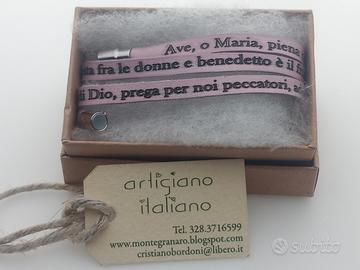 Ave, o Maria, piena
fra le donne e benedetto è il
di Dio, prega per noi peccatori, a
artigiano
italiano
Tel. 328.3716599
www.montegranaro.blogspot.com
cristianobordoni@libero.it
subito